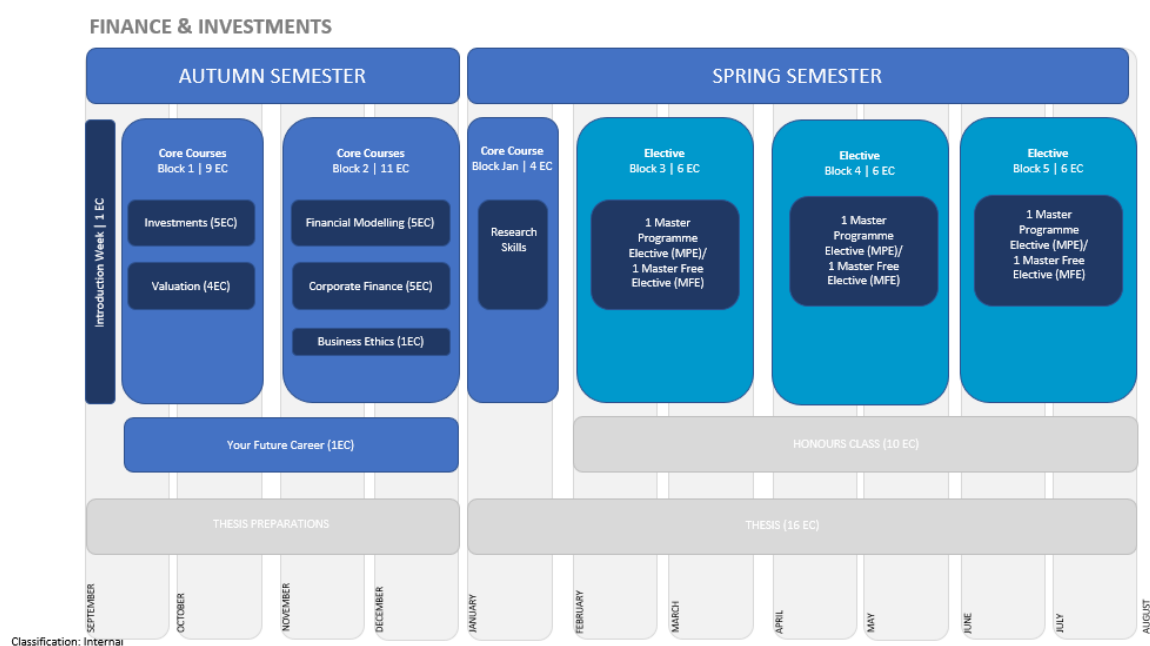 FINANCE & INVESTMENTS
AUTUMN SEMESTER
SPRING SEMESTER
Introduction Week | 1 EC
Core Courses
Block 1 | 9 EC
Investments (5EC)
Valuation (4EC)
Core Courses
Block 2 | 11 EC
Financial Modelling (5EC)
Corporate Finance (5EC)
Business Ethics (1EC)
Core Course
Block Jan | 4 EC
Research
Skills
Elective
Block 3 | 6 EC
1 Master
Programme
Elective (MPE)/
1 Master Free
Elective (MFE)
Elective
Block 4 | 6 EC
1 Master
Programme
Elective (MPE)/
1 Master Free
Elective (MFE)
Elective
Block 5 | 6 EC
1 Master
Programme
Elective (MPE)/
1 Master Free
Elective (MFE)
Your Future Career (1EC)
HONOURS CLASS (10 EC)
THESIS PREPARATIONS
THESIS (16 EC)
SEPTEMBER
OCTOBER
NOVEMBER
DECEMBER
JANUARY
FEBRUARY
MARCH
APRIL
MAY
JUNE
JULY
AUGUST
Classification: Internal